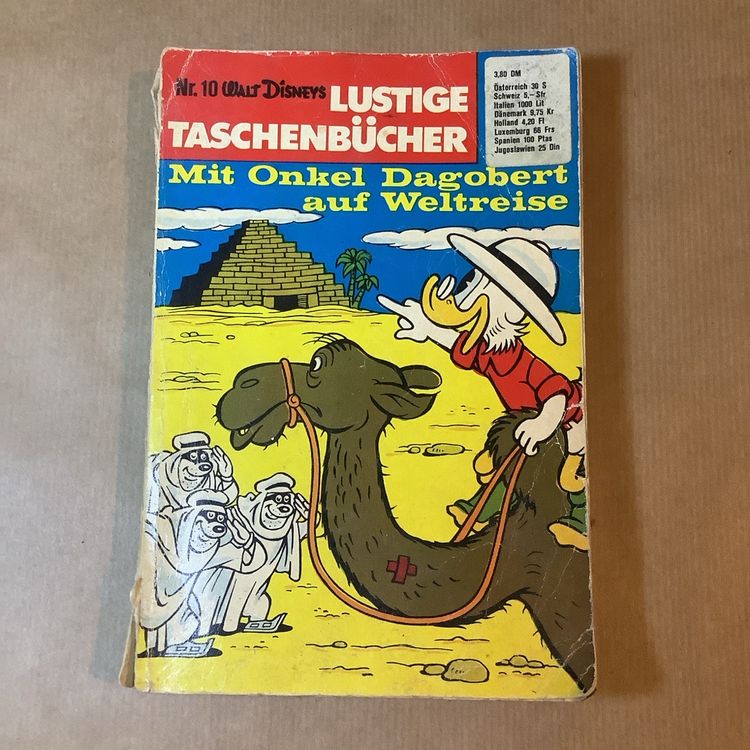 Nr. 10 WALT DISNEYS LUSTIGE
TASCHENBÜCHER
3,80 DM
Österreich 30 S
Schweiz 5,– Sfr
Italien 1000 Lit
Dänemark 9,75 Kr
Holland 4,20 Fl
Luxemburg 66 Frs
Spanien 100 Ptas
Jugoslawien 25 Din
Mit Onkel Dagobert
auf Weltreise